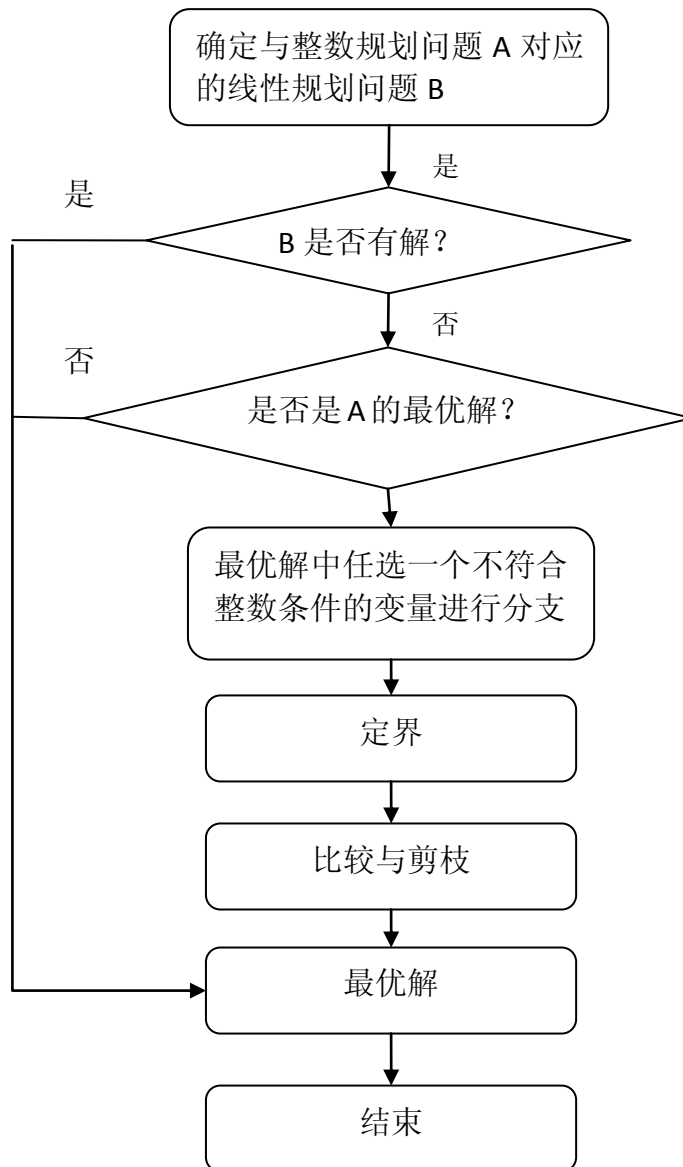 确定与整数规划问题 A 对应
的线性规划问题 B
是
是
B 是否有解？
否
否
是否是 A 的最优解？
最优解中任选一个不符合
整数条件的变量进行分支
定界
比较与剪枝
最优解
结束